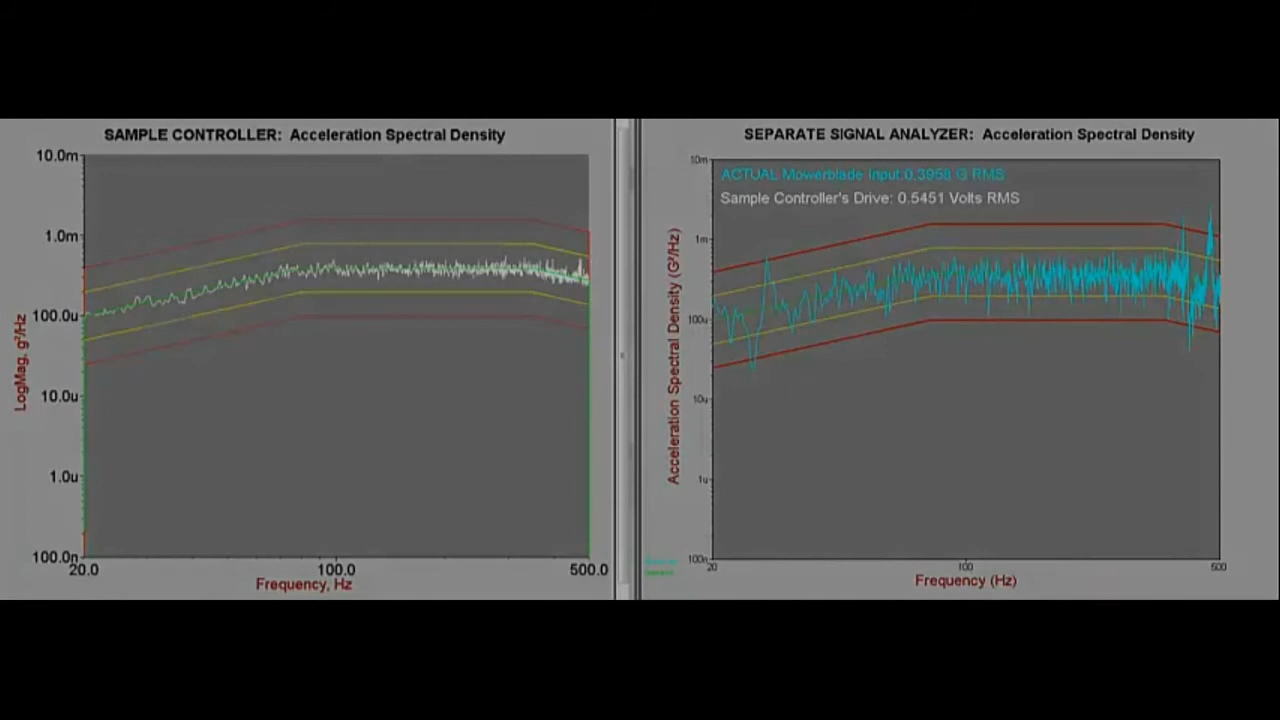 SAMPLE CONTROLLER: Acceleration Spectral Density
10.0m
1.0m
100.0u
10.0u
1.0u
100.0n
LogMag, g²/Hz
20.0
100.0
500.0
Frequency, Hz
SEPARATE SIGNAL ANALYZER: Acceleration Spectral Density
ACTUAL Mowerblade Input:0.3958 G RMS
Sample Controller's Drive: 0.5451 Volts RMS
10m
1m
100u
10u
1u
100n
Acceleration Spectral Density (G²/Hz)
20
100
500
Frequency (Hz)